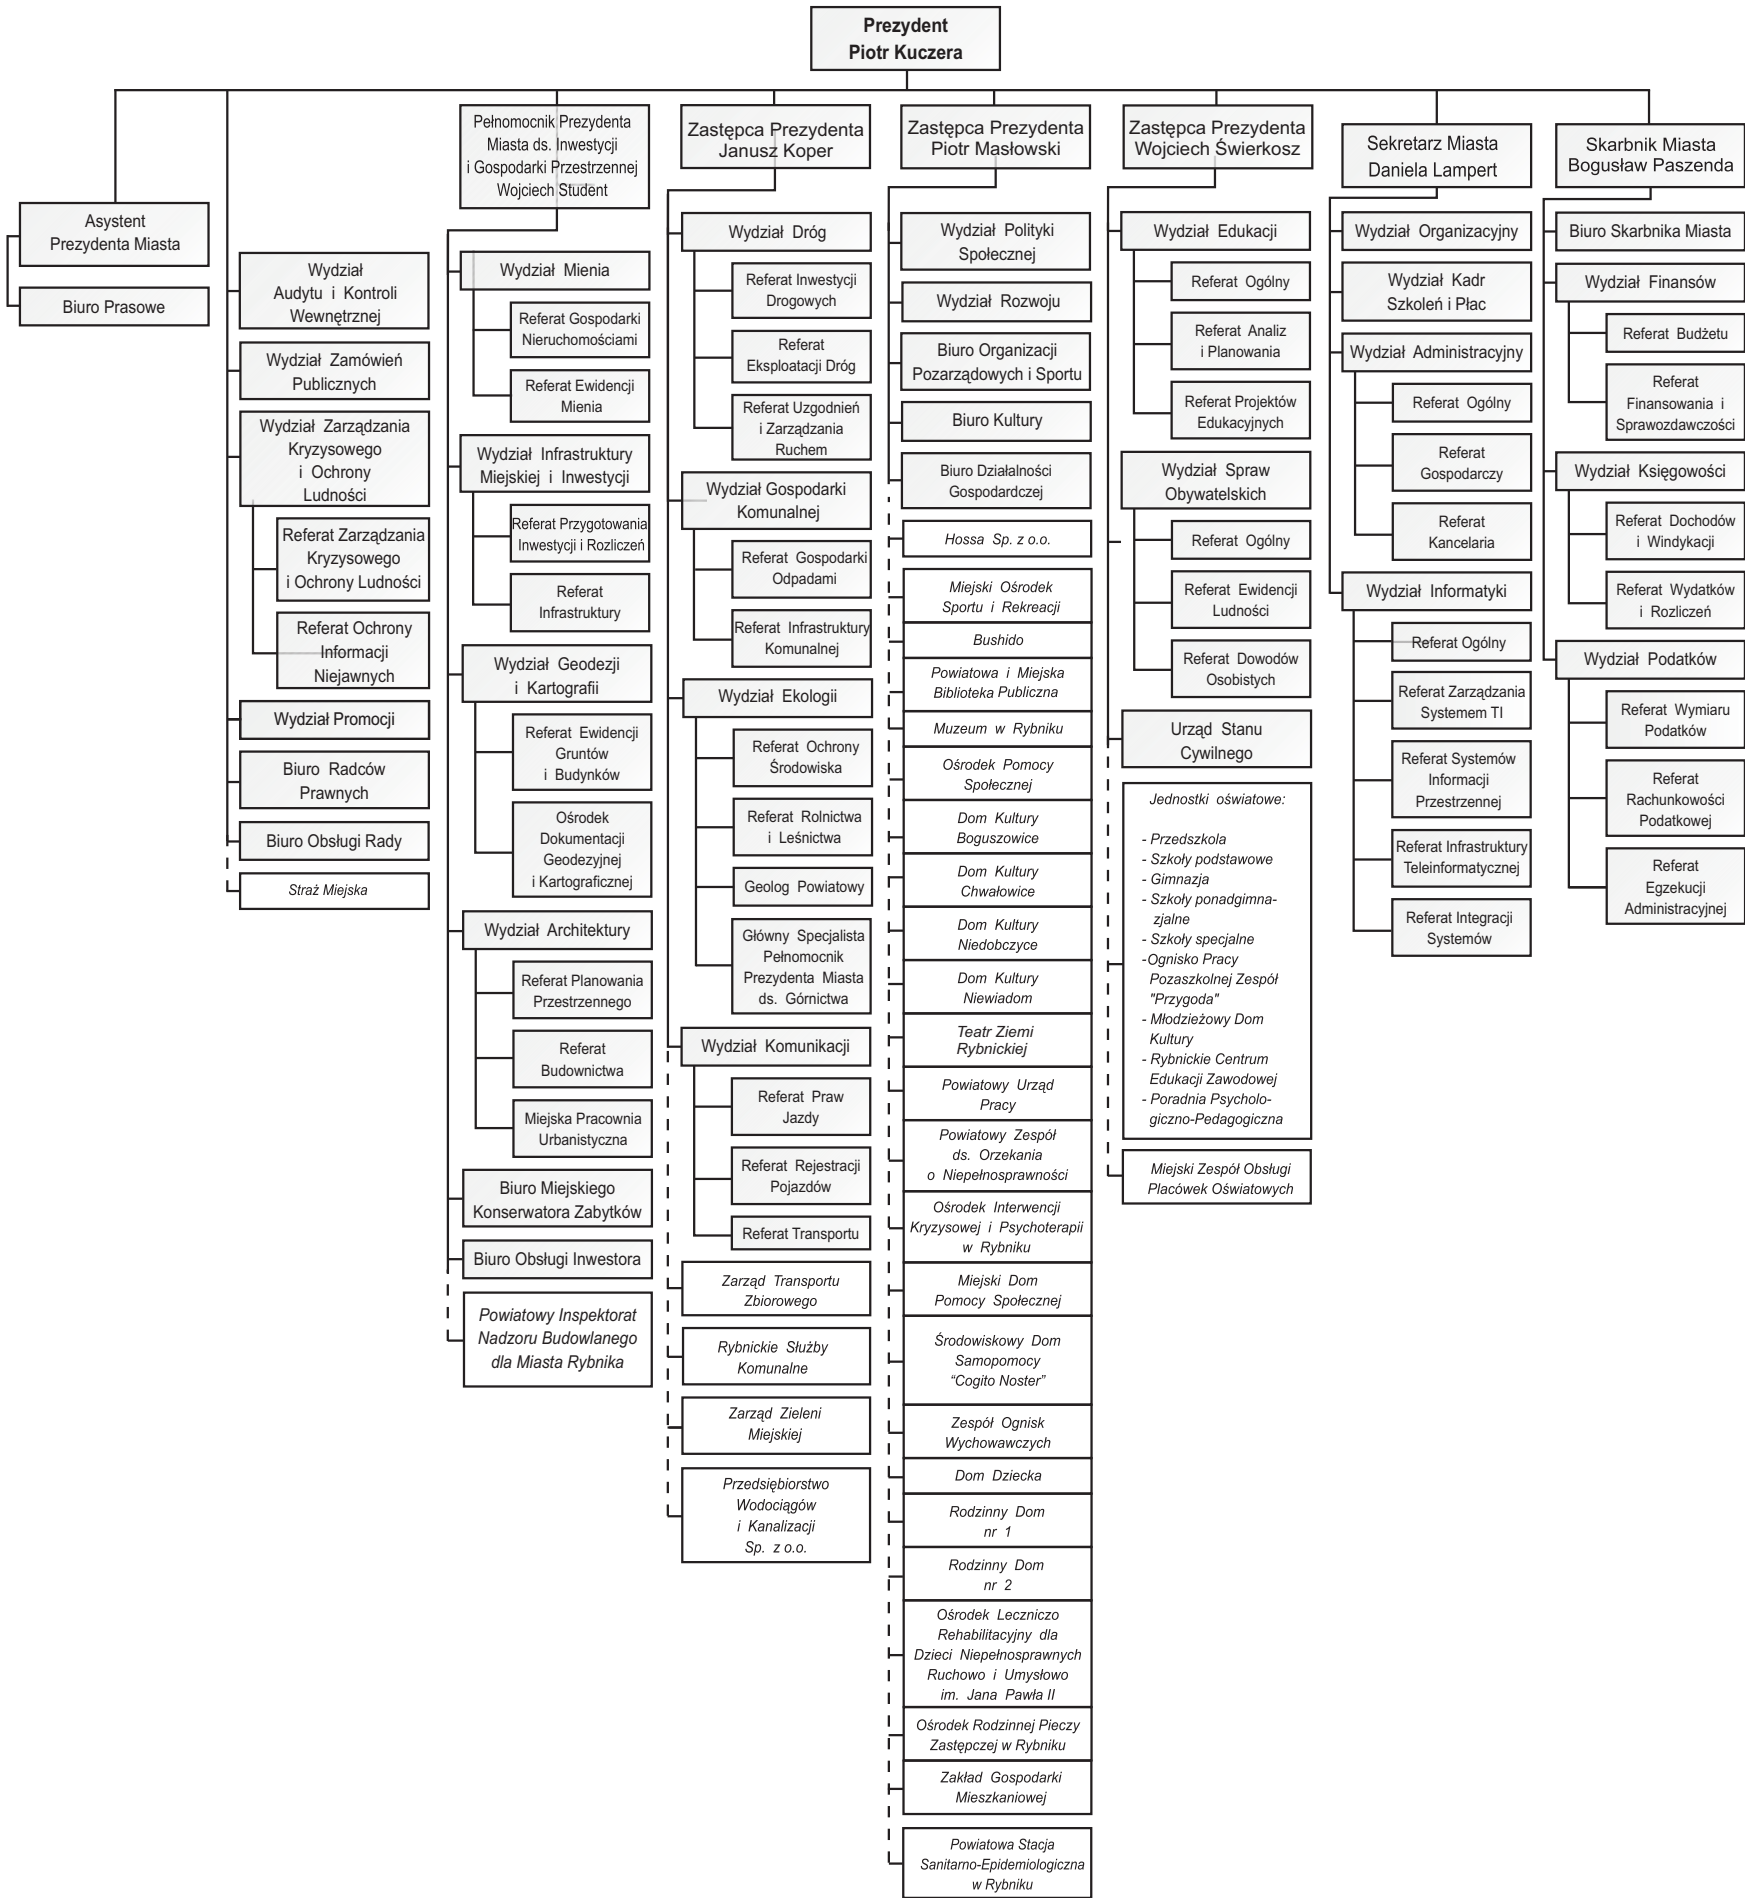 Prezydent
Piotr Kuczera
Asystent
Prezydenta Miasta
Biuro Prasowe
Wydział
Audytu i Kontroli
Wewnętrznej
Wydział Zamówień
Publicznych
Wydział Zarządzania
Kryzysowego
i Ochrony
Ludności
Referat Zarządzania
Kryzysowego
i Ochrony Ludności
Referat Ochrony
Informacji
Niejawnych
Wydział Promocji
Biuro Radców
Prawnych
Biuro Obsługi Rady
Straż Miejska
Pełnomocnik Prezydenta
Miasta ds. Inwestycji
i Gospodarki Przestrzennej
Wojciech Student
Wydział Mienia
Referat Gospodarki
Nieruchomościami
Referat Ewidencji
Mienia
Wydział Infrastruktury
Miejskiej i Inwestycji
Referat Przygotowania
Inwestycji i Rozliczeń
Referat
Infrastruktury
Wydział Geodezji
i Kartografii
Referat Ewidencji
Gruntów
i Budynków
Ośrodek
Dokumentacji
Geodezyjnej
i Kartograficznej
Wydział Architektury
Referat Planowania
Przestrzennego
Referat
Budownictwa
Miejska Pracownia
Urbanistyczna
Biuro Miejskiego
Konserwatora Zabytków
Biuro Obsługi Inwestora
Powiatowy Inspektorat
Nadzoru Budowlanego
dla Miasta Rybnika
Zastępca Prezydenta
Janusz Koper
Wydział Dróg
Referat Inwestycji
Drogowych
Referat
Eksploatacji Dróg
Referat Uzgodnień
i Zarządzania
Ruchem
Wydział Gospodarki
Komunalnej
Referat Gospodarki
Odpadami
Referat Infrastruktury
Komunalnej
Wydział Ekologii
Referat Ochrony
Środowiska
Referat Rolnictwa
i Leśnictwa
Geolog Powiatowy
Główny Specjalista
Pełnomocnik
Prezydenta Miasta
ds. Górnictwa
Wydział Komunikacji
Referat Praw
Jazdy
Referat Rejestracji
Pojazdów
Referat Transportu
Zarząd Transportu
Zbiorowego
Rybnickie Służby
Komunalne
Zarząd Zieleni
Miejskiej
Przedsiębiorstwo
Wodociągów
i Kanalizacji
Sp. z o.o.
Zastępca Prezydenta
Piotr Masłowski
Wydział Polityki
Społecznej
Wydział Rozwoju
Biuro Organizacji
Pozarządowych i Sportu
Biuro Kultury
Biuro Działalności
Gospodardczej
Hossa Sp. z o.o.
Miejski Ośrodek
Sportu i Rekreacji
Bushido
Powiatowa i Miejska
Biblioteka Publiczna
Muzeum w Rybniku
Ośrodek Pomocy
Społecznej
Dom Kultury
Boguszowice
Dom Kultury
Chwałowice
Dom Kultury
Niedobczyce
Dom Kultury
Niewiadom
Teatr Ziemi
Rybnickiej
Powiatowy Urząd
Pracy
Powiatowy Zespół
ds. Orzekania
o Niepełnosprawności
Ośrodek Interwencji
Kryzysowej i Psychoterapii
w Rybniku
Miejski Dom
Pomocy Społecznej
Środowiskowy Dom
Samopomocy
“Cogito Noster”
Zespół Ognisk
Wychowawczych
Dom Dziecka
Rodzinny Dom
nr 1
Rodzinny Dom
nr 2
Ośrodek Leczniczo
Rehabilitacyjny dla
Dzieci Niepełnosprawnych
Ruchowo i Umysłowo
im. Jana Pawła II
Ośrodek Rodzinnej Pieczy
Zastępczej w Rybniku
Zakład Gospodarki
Mieszkaniowej
Powiatowa Stacja
Sanitarno-Epidemiologiczna
w Rybniku
Zastępca Prezydenta
Wojciech Świerkosz
Wydział Edukacji
Referat Ogólny
Referat Analiz
i Planowania
Referat Projektów
Edukacyjnych
Wydział Spraw
Obywatelskich
Referat Ogólny
Referat Ewidencji
Ludności
Referat Dowodów
Osobistych
Urząd Stanu
Cywilnego
Jednostki oświatowe:
- Przedszkola
- Szkoły podstawowe
- Gimnazja
- Szkoły ponadgimna-
zjalne
- Szkoły specjalne
-Ognisko Pracy
Pozaszkolnej Zespół
"Przygoda"
- Młodzieżowy Dom
Kultury
- Rybnickie Centrum
Edukacji Zawodowej
- Poradnia Psycholo-
giczno-Pedagogiczna
Miejski Zespół Obsługi
Placówek Oświatowych
Sekretarz Miasta
Daniela Lampert
Wydział Organizacyjny
Wydział Kadr
Szkoleń i Płac
Wydział Administracyjny
Referat Ogólny
Referat
Gospodarczy
Referat
Kancelaria
Wydział Informatyki
Referat Ogólny
Referat Zarządzania
Systemem TI
Referat Systemów
Informacji
Przestrzennej
Referat Infrastruktury
Teleinformatycznej
Referat Integracji
Systemów
Skarbnik Miasta
Bogusław Paszenda
Biuro Skarbnika Miasta
Wydział Finansów
Referat Budżetu
Referat
Finansowania i
Sprawozdawczości
Wydział Księgowości
Referat Dochodów
i Windykacji
Referat Wydatków
i Rozliczeń
Wydział Podatków
Referat Wymiaru
Podatków
Referat
Rachunkowości
Podatkowej
Referat
Egzekucji
Administracyjnej